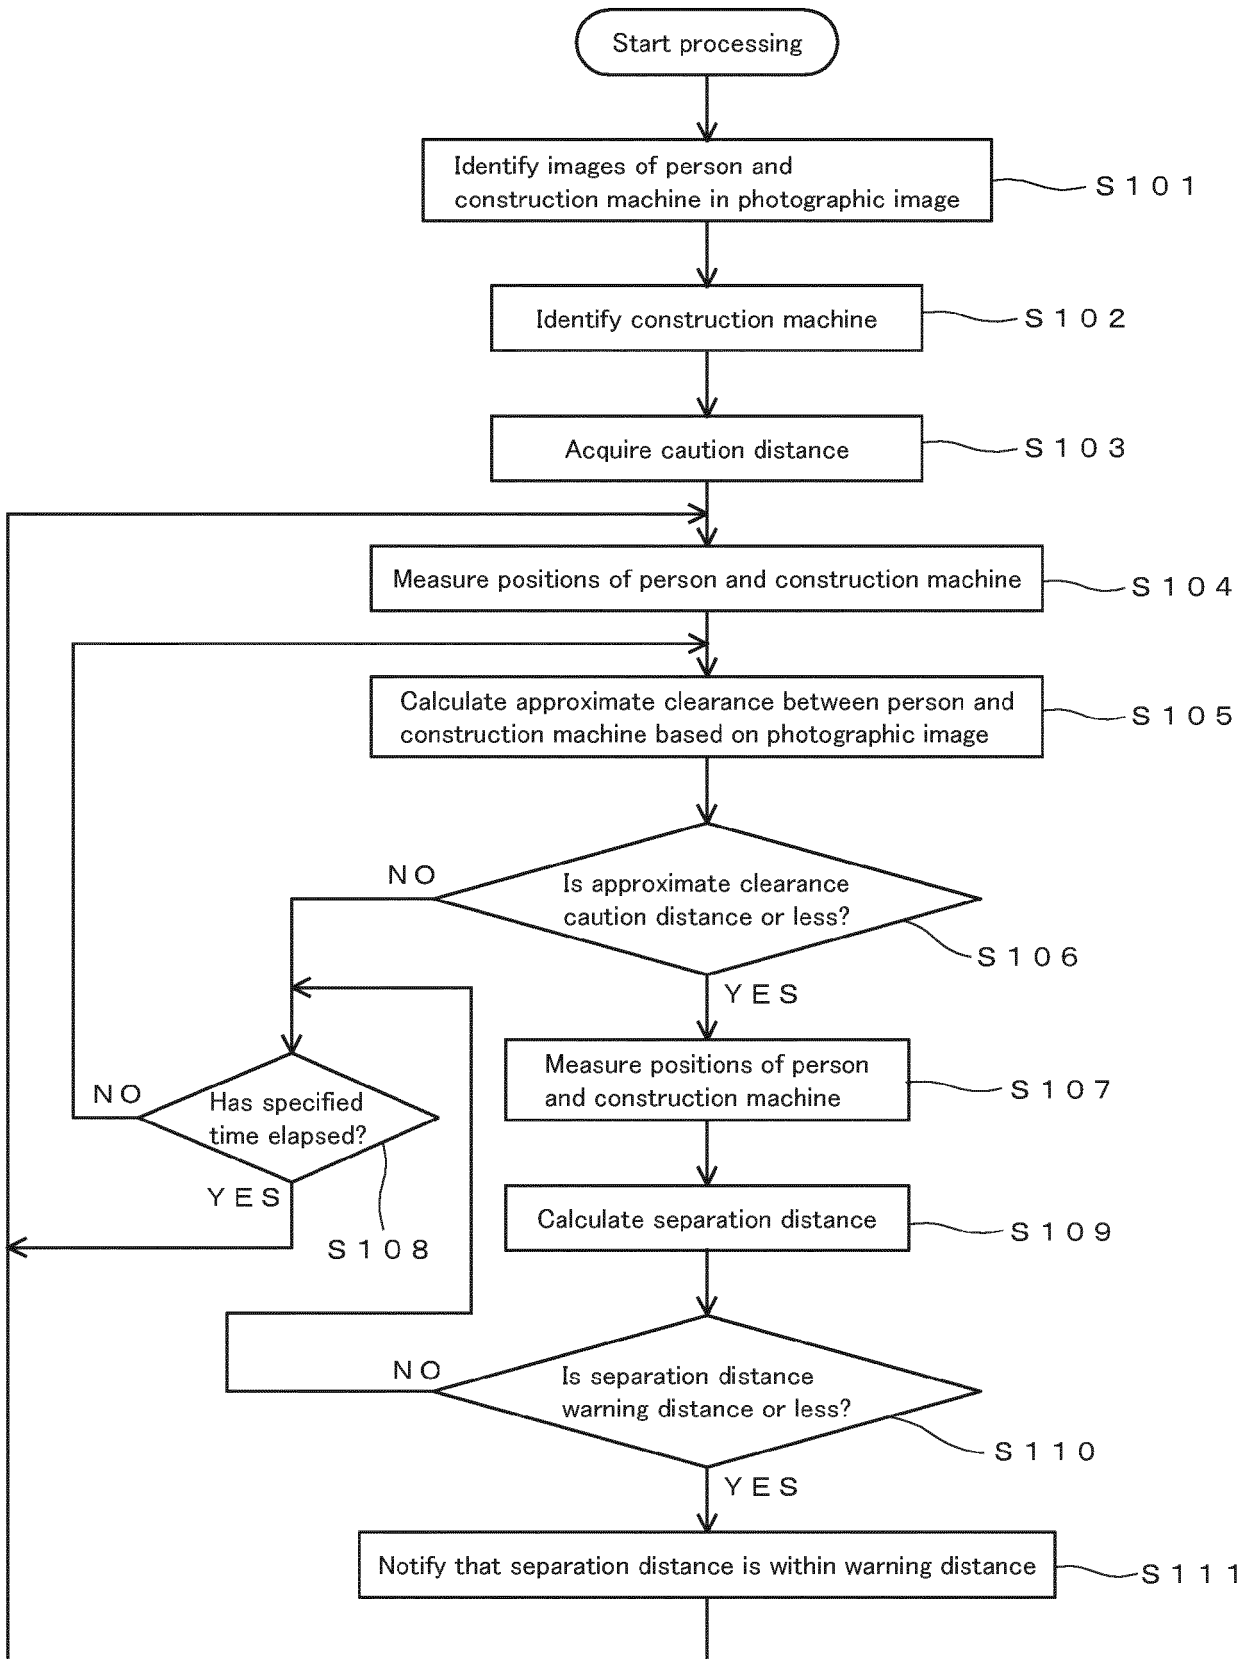 Start processing
Identify images of person and
construction machine in photographic image
S101
Identify construction machine
S102
Acquire caution distance
S103
Measure positions of person and construction machine
S104
Calculate approximate clearance between person and
construction machine based on photographic image
S105
NO
Is approximate clearance
caution distance or less?
S106
YES
Measure positions of person
and construction machine
S107
NO
Has specified
time elapsed?
YES
S108
Calculate separation distance
S109
NO
Is separation distance
warning distance or less?
S110
YES
Notify that separation distance is within warning distance
S111